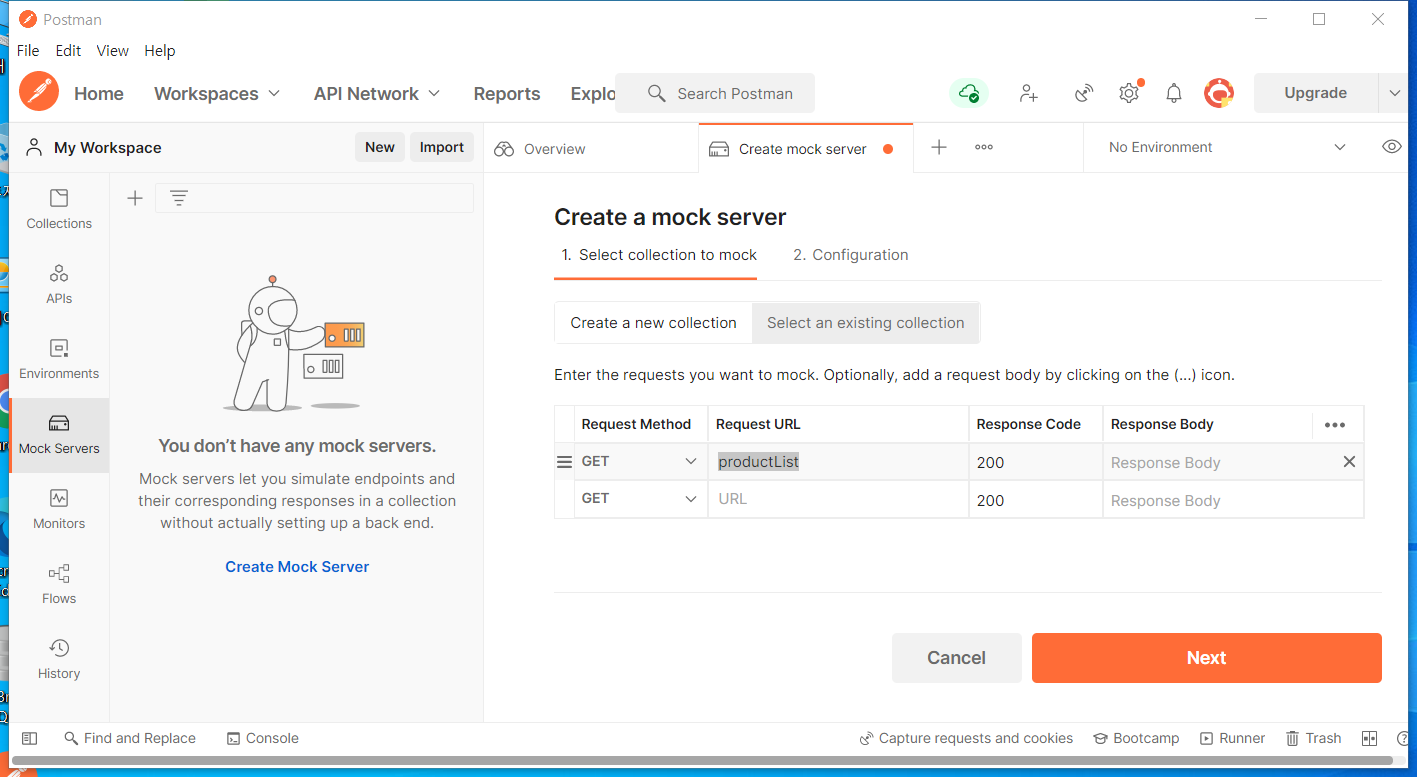 Postman
File Edit View Help
Home Workspaces API Network Reports Explo Search Postman Upgrade
My Workspace New Import Overview Create mock server No Environment
Collections
APIs
Environments
Mock Servers
Monitors
Flows
History
You don’t have any mock servers.
Mock servers let you simulate endpoints and
their corresponding responses in a collection
without actually setting up a back end.
Create Mock Server
Create a mock server
1. Select collection to mock 2. Configuration
Create a new collection Select an existing collection
Enter the requests you want to mock. Optionally, add a request body by clicking on the (...) icon.
Request Method Request URL Response Code Response Body
GET productList 200 Response Body
GET URL 200 Response Body
Cancel Next
Find and Replace Console Capture requests and cookies Bootcamp Runner Trash